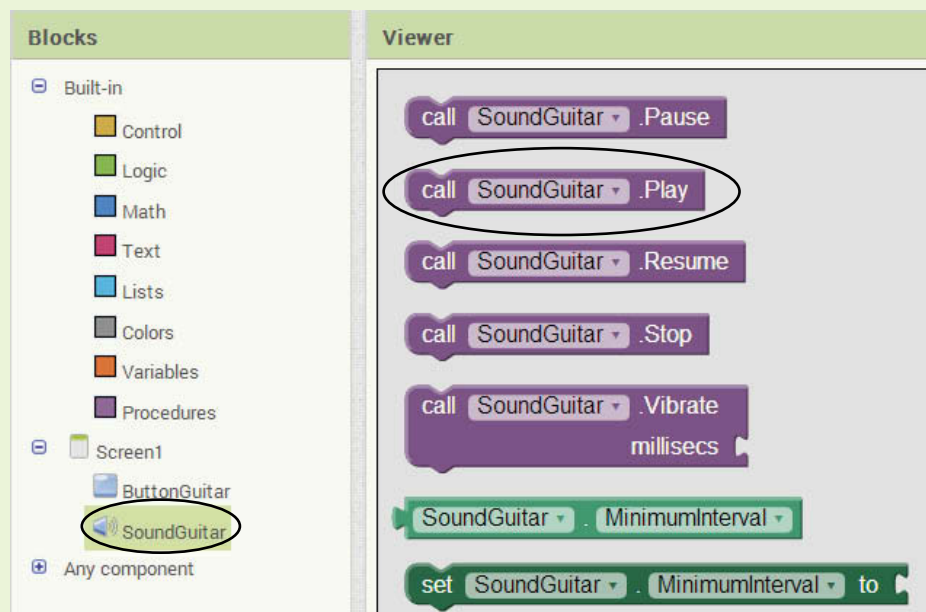 Blocks
Built-in
Control
Logic
Math
Text
Lists
Colors
Variables
Procedures
Screen1
ButtonGuitar
SoundGuitar
Any component
Viewer
call SoundGuitar .Pause
call SoundGuitar .Play
call SoundGuitar .Resume
call SoundGuitar .Stop
call SoundGuitar .Vibrate
millisecs
SoundGuitar . MinimumInterval
set SoundGuitar . MinimumInterval to